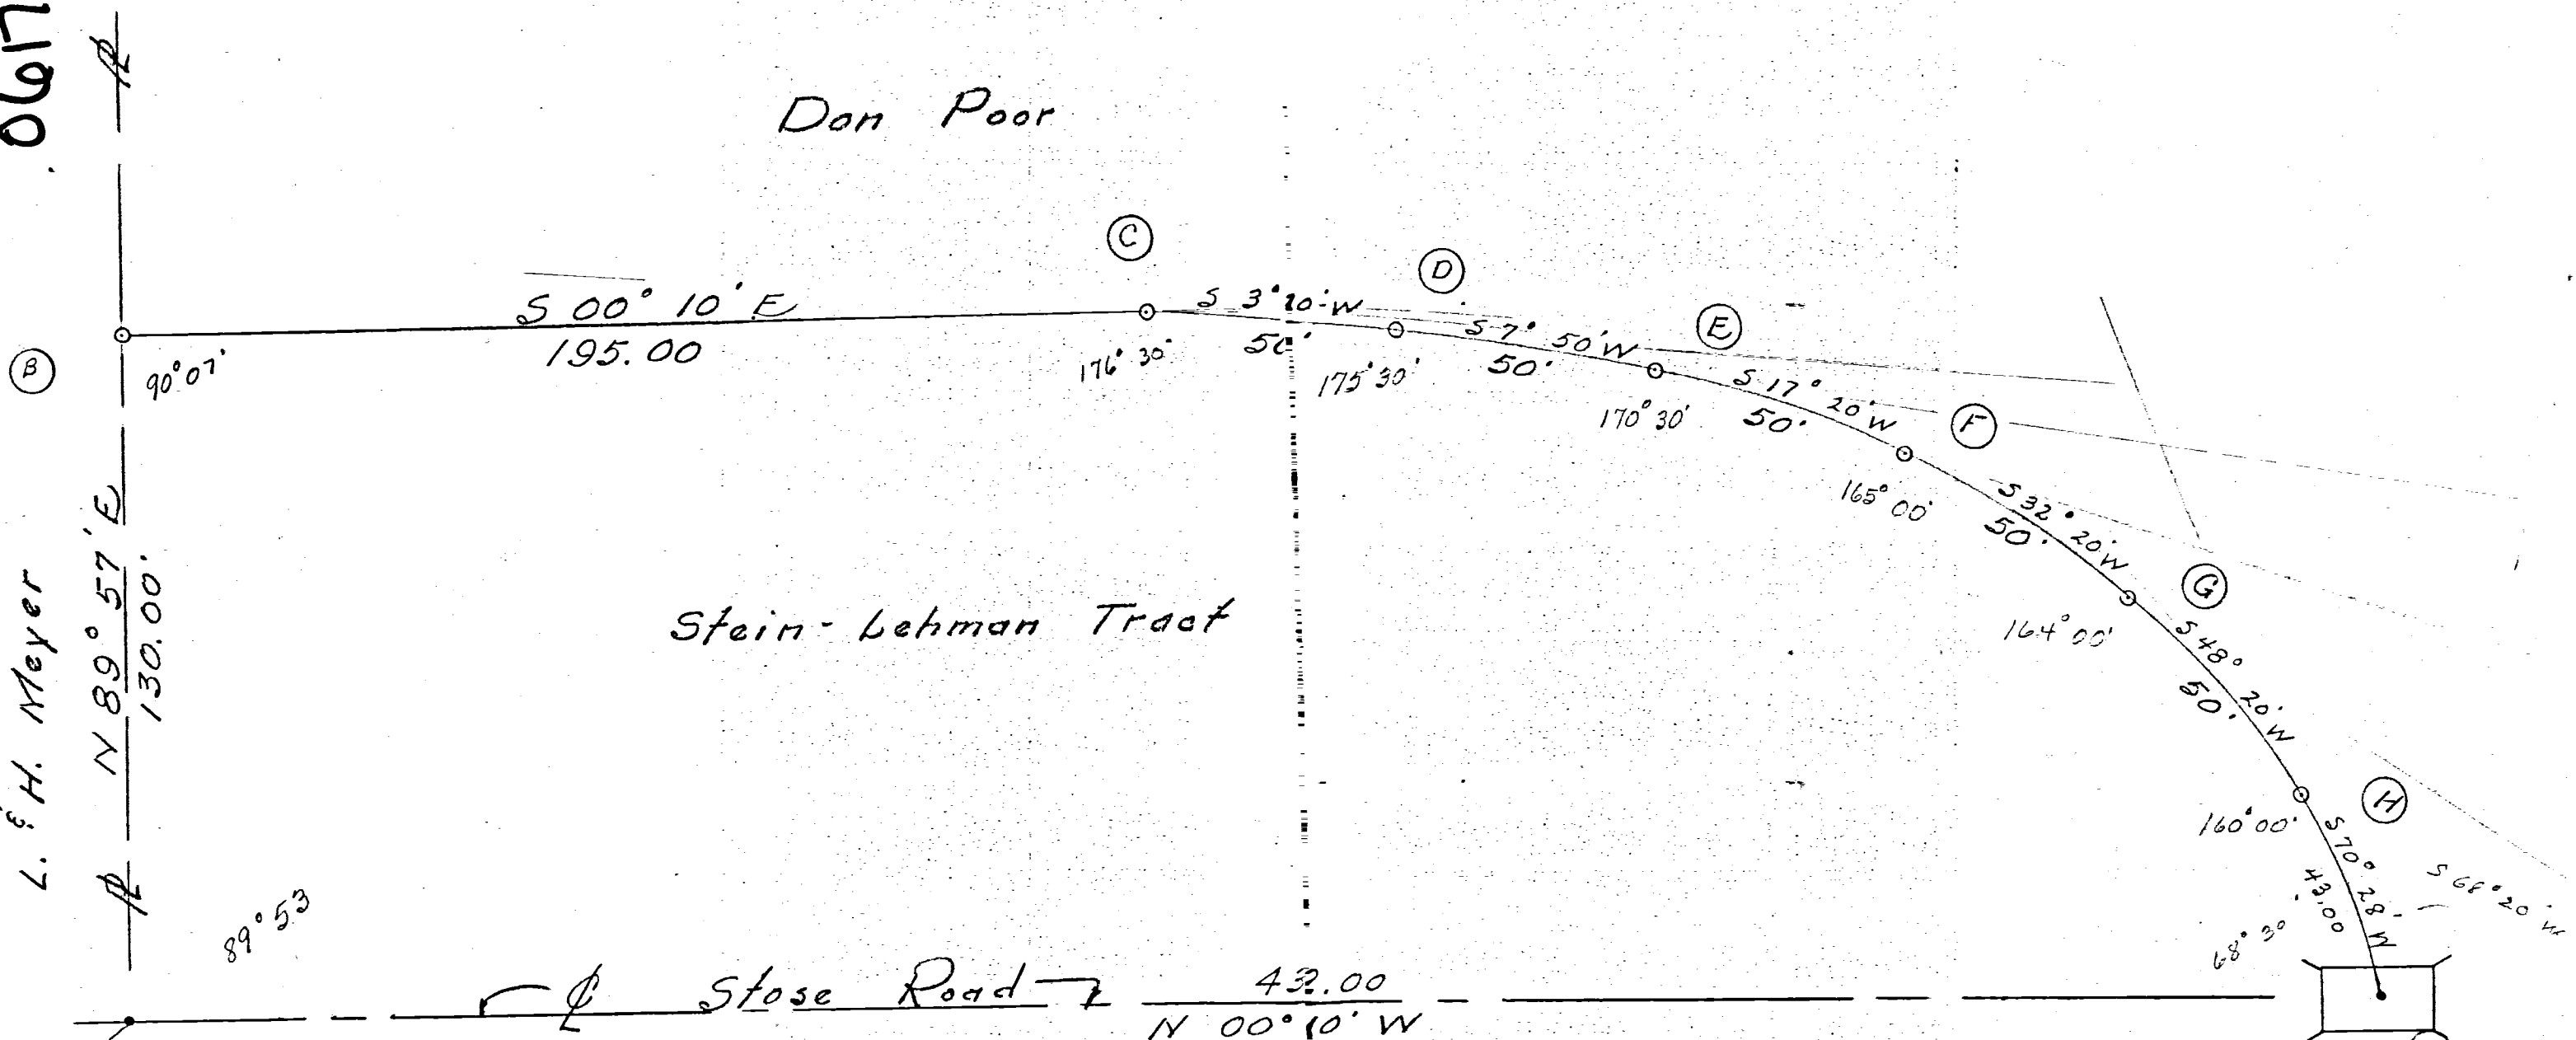 0617
Don Poor
B
90°07'
S 00° 10' E
195.00
C
176° 30'
S 3° 20' W
50'
D
175° 30'
S 7° 50' W
50'
E
170° 30'
S 17° 20' W
50'
F
165° 00'
S 32° 20' W
50'
G
164° 00'
S 48° 20' W
50'
H
160° 00'
S 70° 28' W
43.00
S 68° 20' W
68° 30'
L. & H. Meyer
N 89° 57' E
130.00'
Stein - Lehman Tract
89° 53
℄ Stose Road
432.00
N 00° 10' W